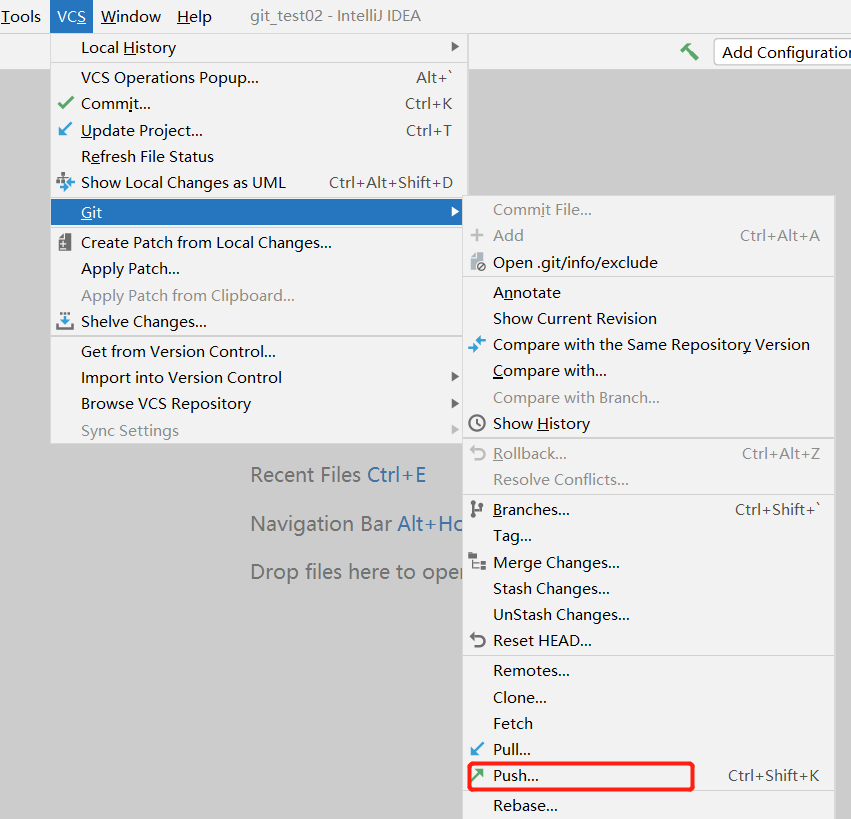 Tools VCS Window Help git_test02 - IntelliJ IDEA
Add Configuration
Local History
VCS Operations Popup... Alt+`
Commit... Ctrl+K
Update Project... Ctrl+T
Refresh File Status
Show Local Changes as UML Ctrl+Alt+Shift+D
Git
Create Patch from Local Changes...
Apply Patch...
Apply Patch from Clipboard...
Shelve Changes...
Get from Version Control...
Import into Version Control
Browse VCS Repository
Sync Settings
Commit File...
Add Ctrl+Alt+A
Open .git/info/exclude
Annotate
Show Current Revision
Compare with the Same Repository Version
Compare with...
Compare with Branch...
Show History
Rollback... Ctrl+Alt+Z
Resolve Conflicts...
Branches... Ctrl+Shift+`
Tag...
Merge Changes...
Stash Changes...
UnStash Changes...
Reset HEAD...
Remotes...
Clone...
Fetch
Pull...
Push... Ctrl+Shift+K
Rebase...
Recent Files Ctrl+E
Navigation Bar Alt+Ho
Drop files here to open